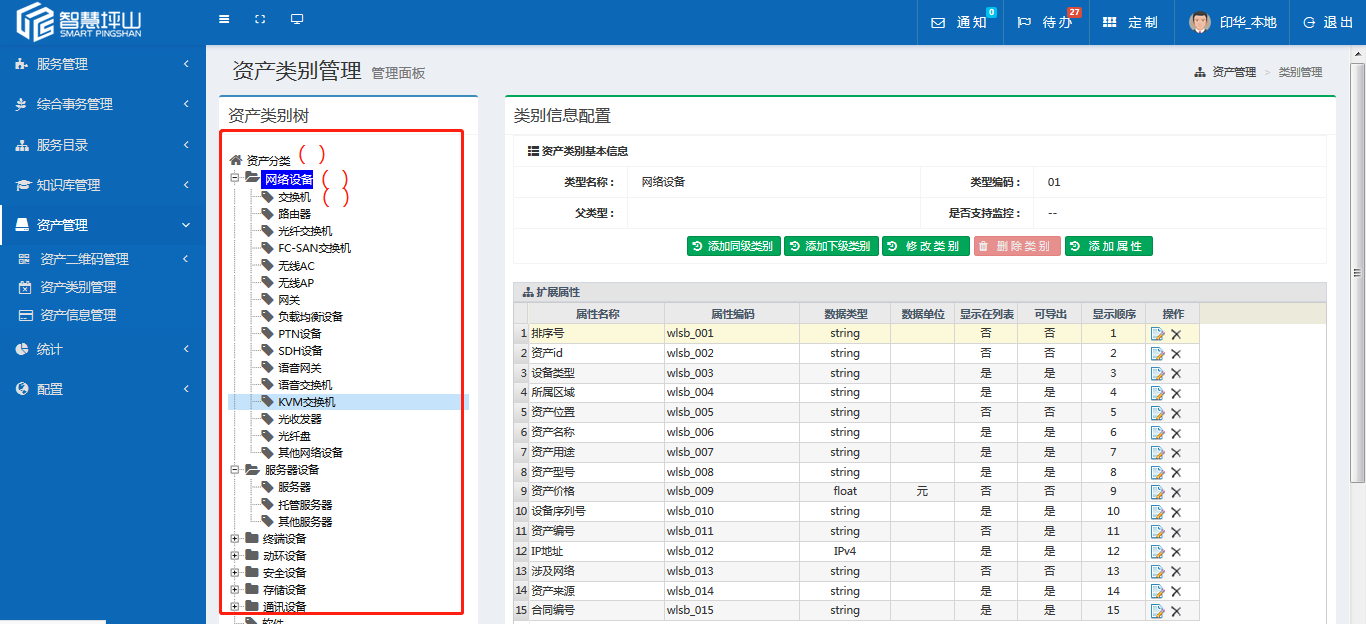 智慧坪山
SMART PINGSHAN
通知 0
待办 27
定制
印华_本地
退出
服务管理
综合事务管理
服务目录
知识库管理
资产管理
资产二维码管理
资产类别管理
资产信息管理
统计
配置
资产类别管理 管理面板
资产管理 > 类别管理
资产类别树
资产分类 ( )
网络设备 ( )
交换机 ( )
路由器
光纤交换机
FC-SAN交换机
无线AC
无线AP
网关
负载均衡设备
PTN设备
SDH设备
语音网关
语音交换机
KVM交换机
光收发器
光纤盘
其他网络设备
服务器设备
服务器
托管服务器
其他服务器
终端设备
动环设备
安全设备
存储设备
通讯设备
软件
类别信息配置
资产类别基本信息
类型名称： 网络设备 类型编码： 01
父类型： 是否支持监控： --
添加同级类别 添加下级类别 修改类别 删除类别 添加属性
扩展属性
属性名称 属性编码 数据类型 数据单位 显示在列表 可导出 显示顺序 操作
1 排序号 wlsb_001 string 否 否 1
2 资产id wlsb_002 string 否 否 2
3 设备类型 wlsb_003 string 是 是 3
4 所属区域 wlsb_004 string 是 是 4
5 资产位置 wlsb_005 string 否 否 5
6 资产名称 wlsb_006 string 是 是 6
7 资产用途 wlsb_007 string 是 是 7
8 资产型号 wlsb_008 string 是 是 8
9 资产价格 wlsb_009 float 元 否 否 9
10 设备序列号 wlsb_010 string 是 是 10
11 资产编号 wlsb_011 string 否 是 11
12 IP地址 wlsb_012 IPv4 是 是 12
13 涉及网络 wlsb_013 string 否 否 13
14 资产来源 wlsb_014 string 是 是 14
15 合同编号 wlsb_015 string 是 是 15